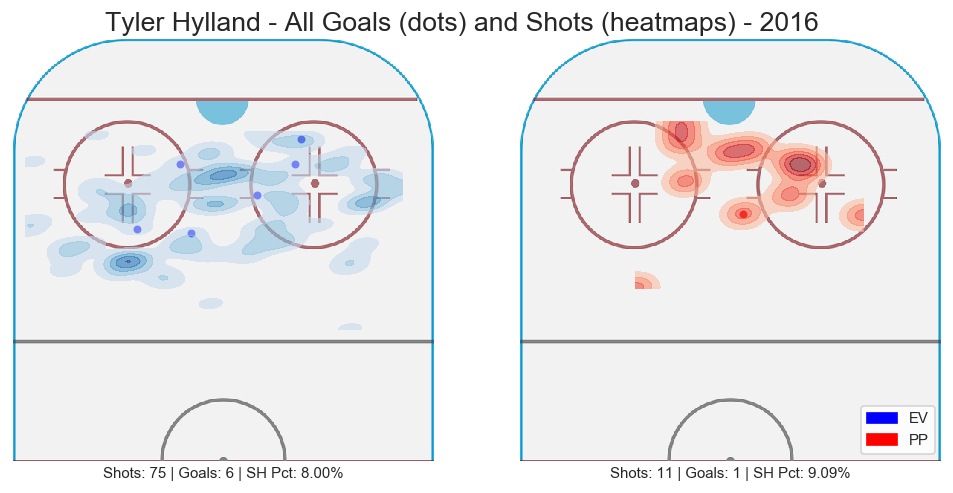 Tyler Hylland - All Goals (dots) and Shots (heatmaps) - 2016
EV
PP
Shots: 75 | Goals: 6 | SH Pct: 8.00%
Shots: 11 | Goals: 1 | SH Pct: 9.09%